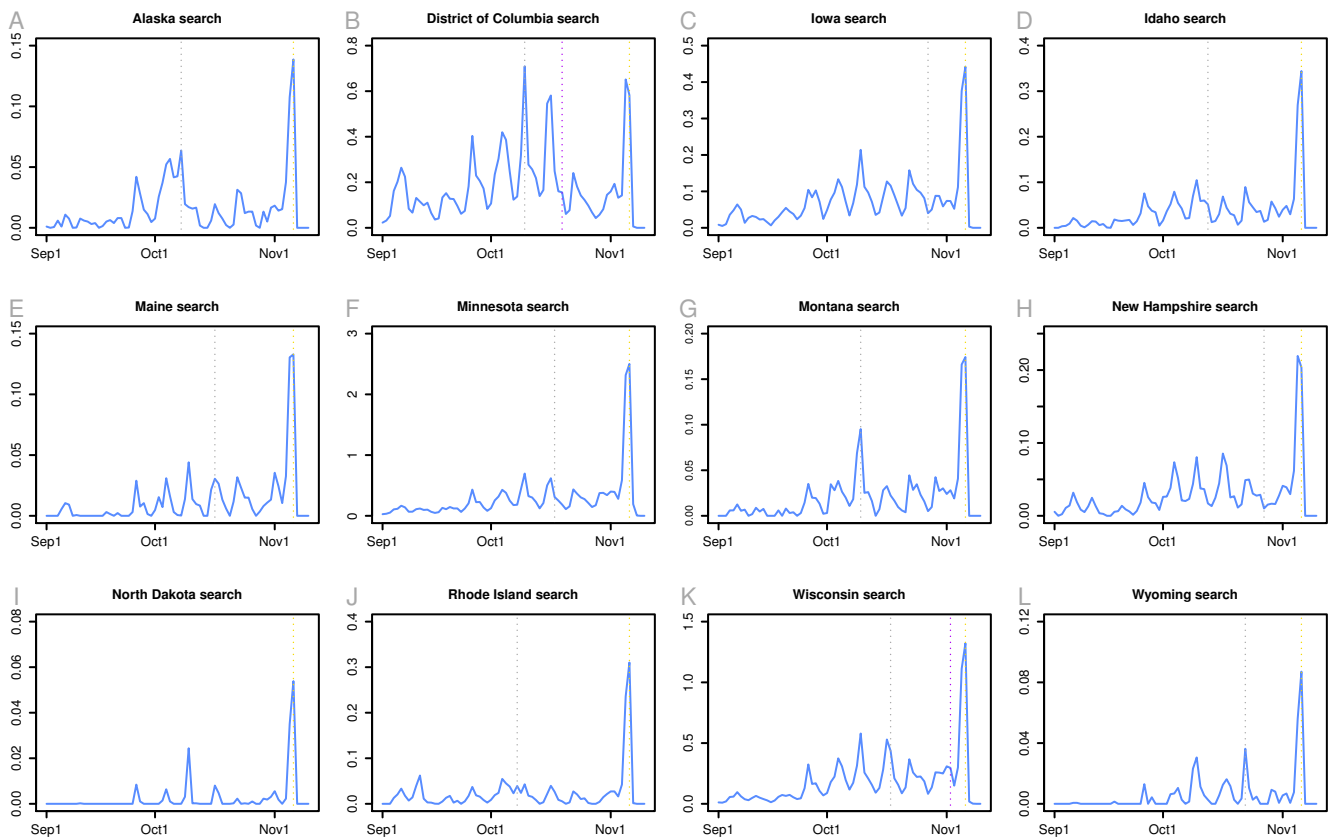 A Alaska search
0.15
0.10
0.05
0.00
Sep1 Oct1 Nov1
B District of Columbia search
0.8
0.6
0.4
0.2
0.0
Sep1 Oct1 Nov1
C Iowa search
0.5
0.4
0.3
0.2
0.1
0.0
Sep1 Oct1 Nov1
D Idaho search
0.4
0.3
0.2
0.1
0.0
Sep1 Oct1 Nov1
E Maine search
0.15
0.10
0.05
0.00
Sep1 Oct1 Nov1
F Minnesota search
3
2
1
0
Sep1 Oct1 Nov1
G Montana search
0.20
0.15
0.10
0.05
0.00
Sep1 Oct1 Nov1
H New Hampshire search
0.20
0.10
0.00
Sep1 Oct1 Nov1
I North Dakota search
0.08
0.06
0.04
0.02
0.00
Sep1 Oct1 Nov1
J Rhode Island search
0.4
0.3
0.2
0.1
0.0
Sep1 Oct1 Nov1
K Wisconsin search
1.5
1.0
0.5
0.0
Sep1 Oct1 Nov1
L Wyoming search
0.12
0.08
0.04
0.00
Sep1 Oct1 Nov1